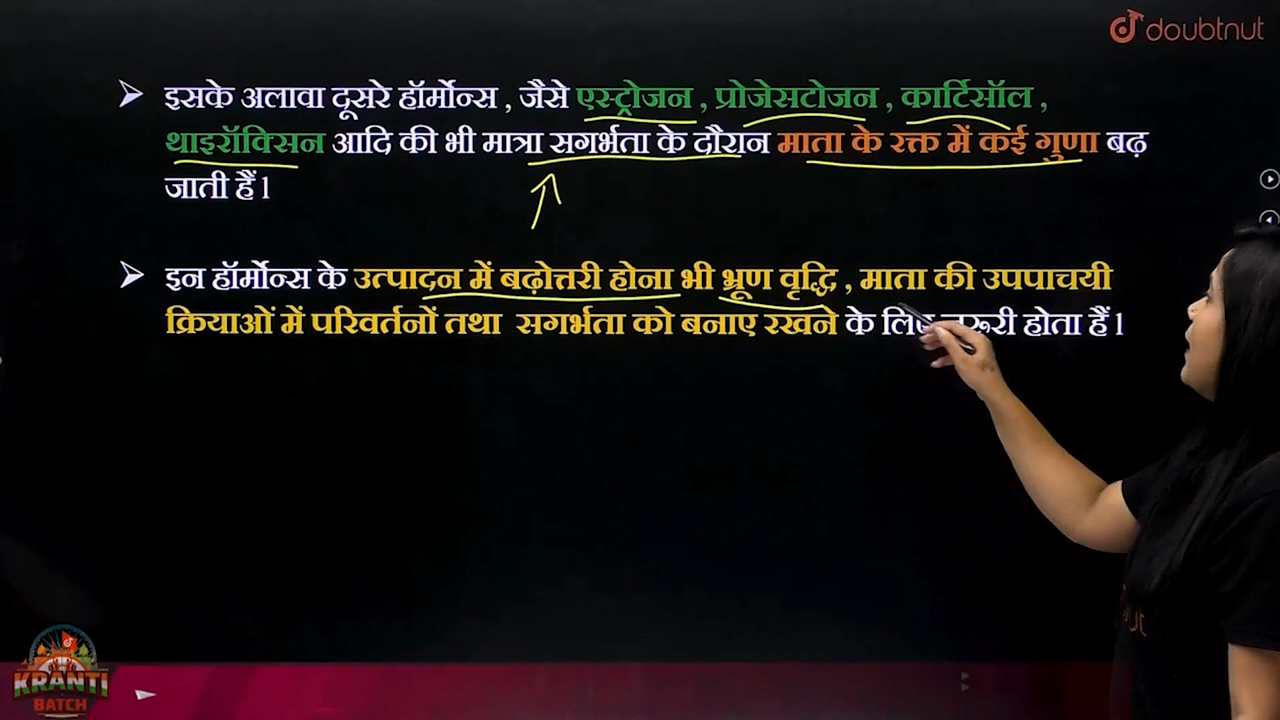 doubtnut
इसके अलावा दूसरे हॉर्मोन्स , जैसे एस्ट्रोजन , प्रोजेसटोजन , कार्टिसॉल ,
थाइरॉक्सिन आदि की भी मात्रा सगर्भता के दौरान माता के रक्त में कई गुणा बढ़
जाती हैं।
इन हॉर्मोन्स के उत्पादन में बढ़ोत्तरी होना भी भ्रूण वृद्धि , माता की उपपाचयी
क्रियाओं में परिवर्तनों तथा सगर्भता को बनाए रखने के होता हैं।
KRANTI
BATCH